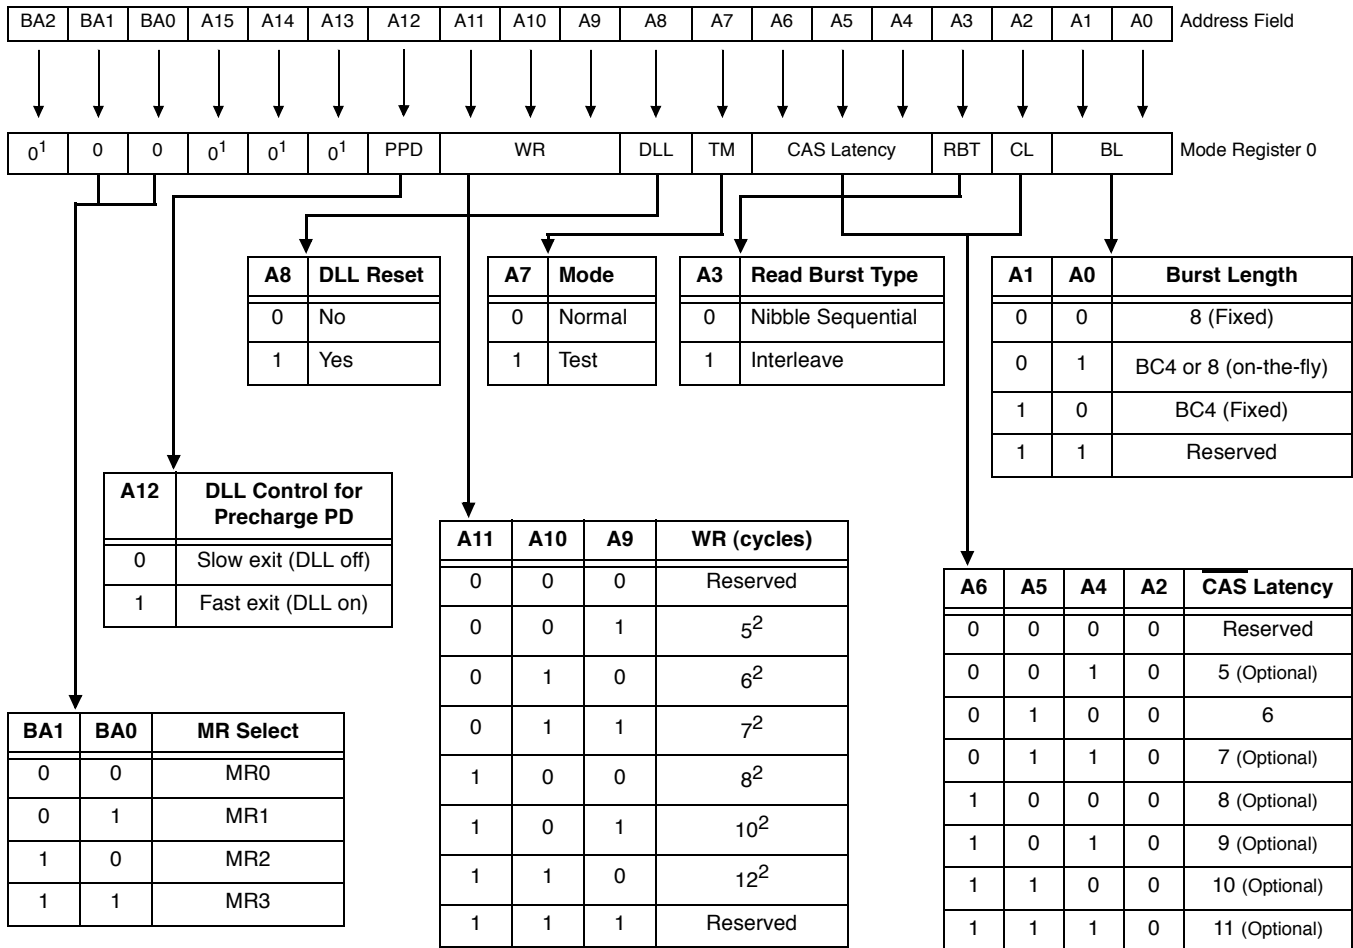 BA2 BA1 BA0 A15 A14 A13 A12 A11 A10 A9 A8 A7 A6 A5 A4 A3 A2 A1 A0 Address Field
0¹ 0 0 0¹ 0¹ 0¹ PPD WR DLL TM CAS Latency RBT CL BL Mode Register 0
A8 DLL Reset
0 No
1 Yes
A7 Mode
0 Normal
1 Test
A3 Read Burst Type
0 Nibble Sequential
1 Interleave
A1 A0 Burst Length
0 0 8 (Fixed)
0 1 BC4 or 8 (on-the-fly)
1 0 BC4 (Fixed)
1 1 Reserved
A12 DLL Control for
Precharge PD
0 Slow exit (DLL off)
1 Fast exit (DLL on)
A11 A10 A9 WR (cycles)
0 0 0 Reserved
0 0 1 5²
0 1 0 6²
0 1 1 7²
1 0 0 8²
1 0 1 10²
1 1 0 12²
1 1 1 Reserved
A6 A5 A4 A2 CAS Latency
0 0 0 0 Reserved
0 0 1 0 5 (Optional)
0 1 0 0 6
0 1 1 0 7 (Optional)
1 0 0 0 8 (Optional)
1 0 1 0 9 (Optional)
1 1 0 0 10 (Optional)
1 1 1 0 11 (Optional)
BA1 BA0 MR Select
0 0 MR0
0 1 MR1
1 0 MR2
1 1 MR3